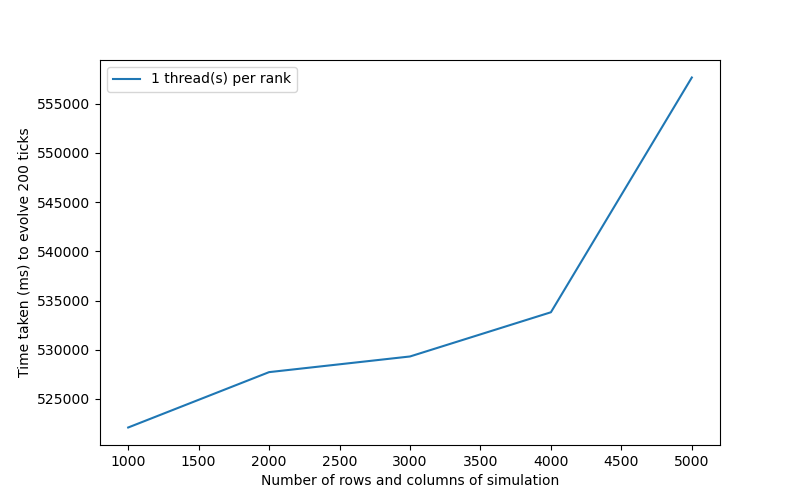 1 thread(s) per rank
Time taken (ms) to evolve 200 ticks
555000
550000
545000
540000
535000
530000
525000
1000 1500 2000 2500 3000 3500 4000 4500 5000
Number of rows and columns of simulation